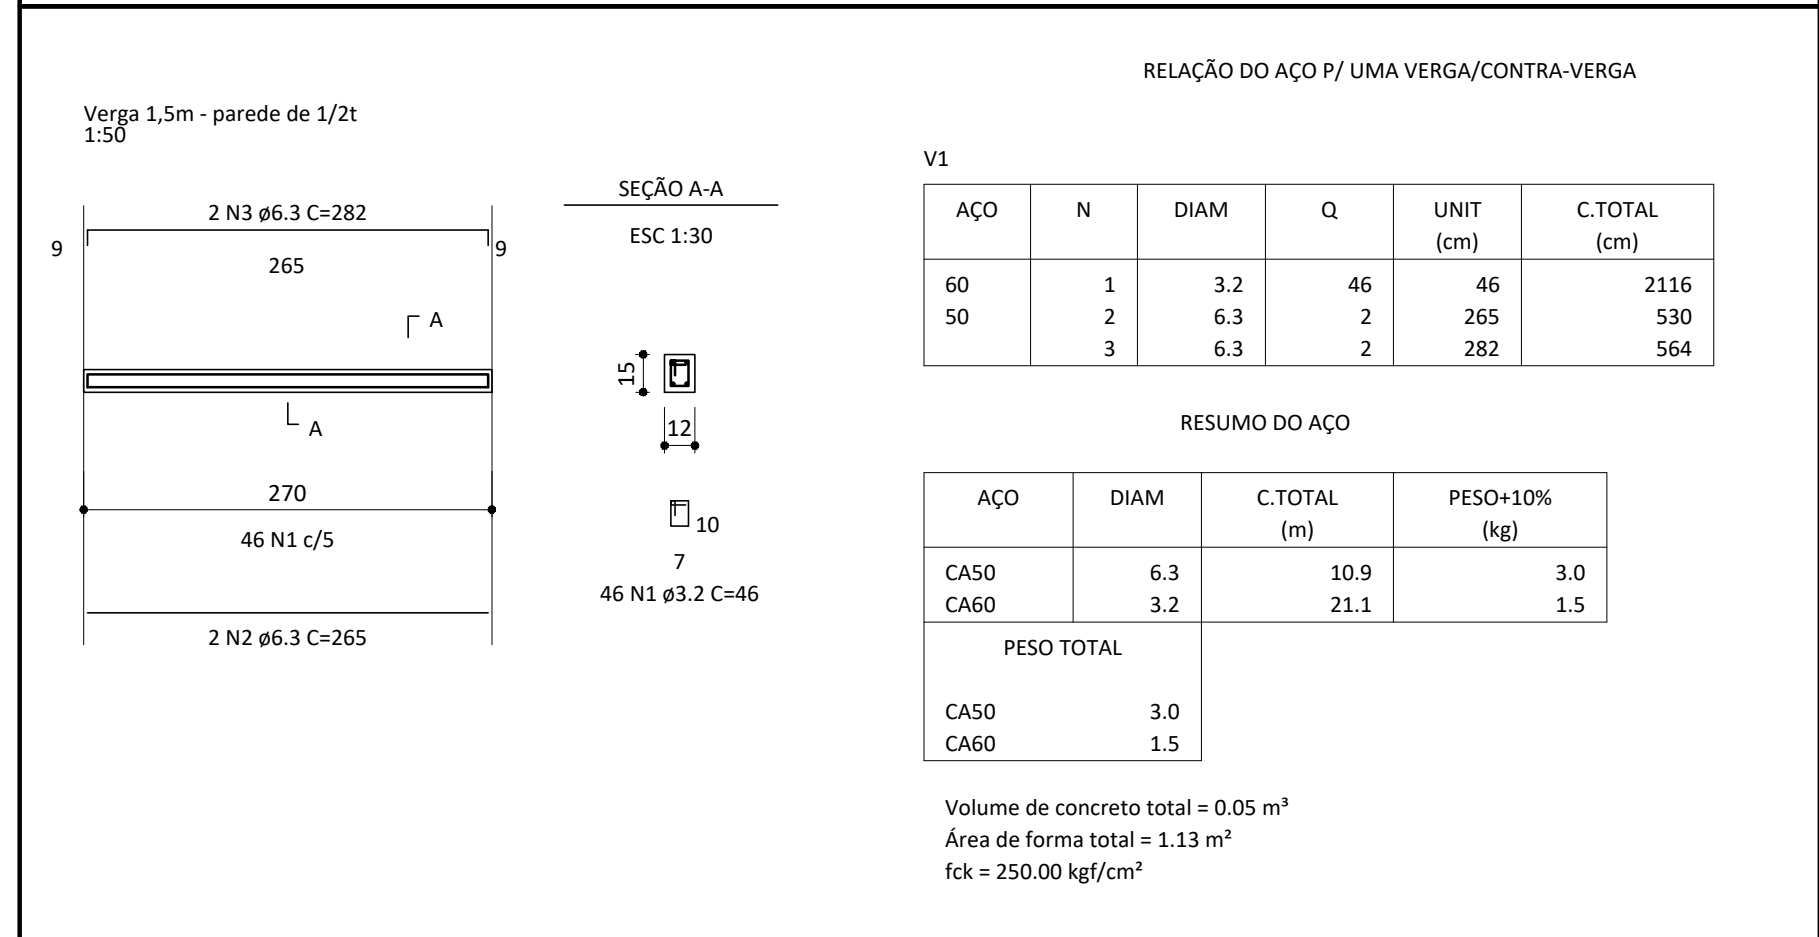 RELAÇÃO DO AÇO P/ UMA VERGA/CONTRA-VERGA
Verga 1,5m - parede de 1/2t
1:50
2 N3 ø6.3 C=282
9
9
265
A
A
270
46 N1 c/5
2 N2 ø6.3 C=265
SEÇÃO A-A
ESC 1:30
15
12
10
7
46 N1 ø3.2 C=46
V1
AÇO N DIAM Q UNIT C.TOTAL
(cm) (cm)
60 1 3.2 46 46 2116
50 2 6.3 2 265 530
3 6.3 2 282 564
RESUMO DO AÇO
AÇO DIAM C.TOTAL PESO+10%
(m) (kg)
CA50 6.3 10.9 3.0
CA60 3.2 21.1 1.5
PESO TOTAL
CA50 3.0
CA60 1.5
Volume de concreto total = 0.05 m³
Área de forma total = 1.13 m²
fck = 250.00 kgf/cm²